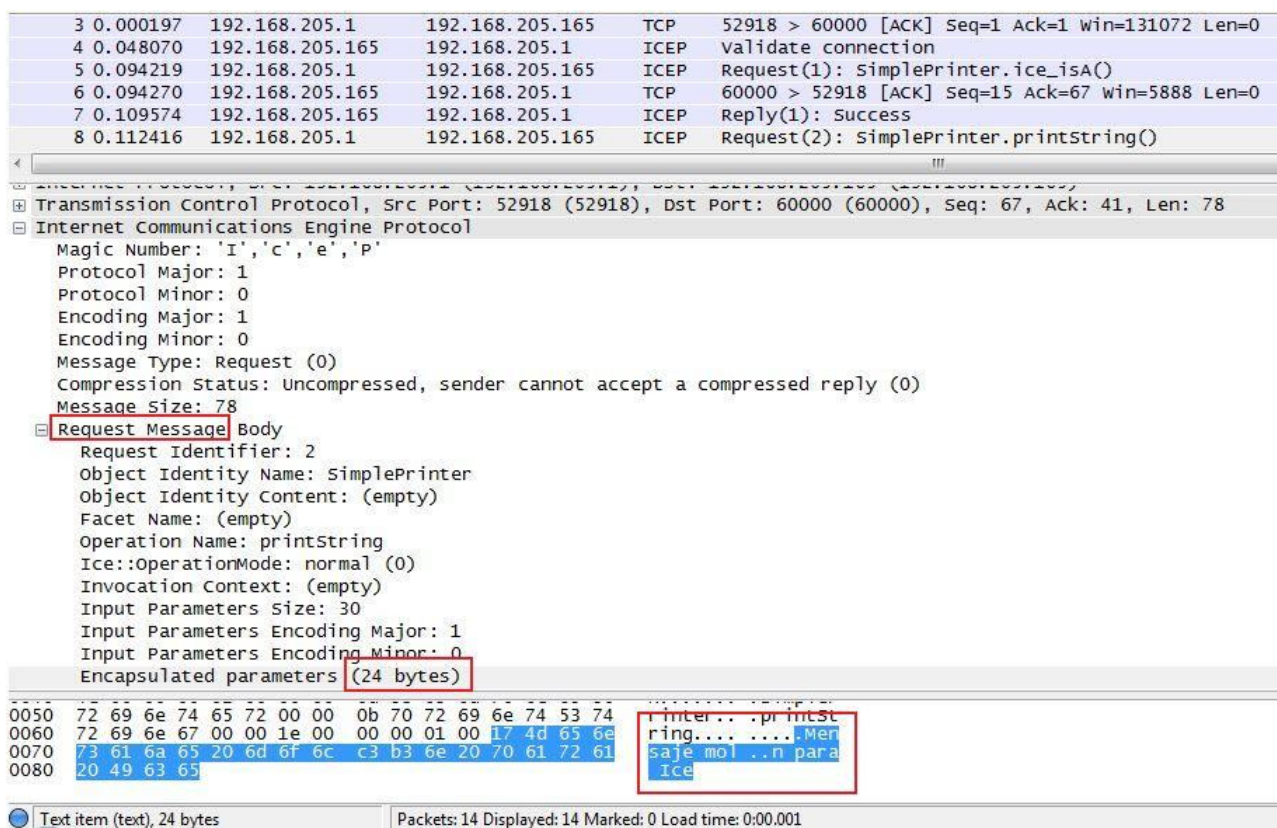 3 0.000197 192.168.205.1 192.168.205.165 TCP 52918 > 60000 [ACK] Seq=1 Ack=1 Win=131072 Len=0
4 0.048070 192.168.205.165 192.168.205.1 ICEP Validate connection
5 0.094219 192.168.205.1 192.168.205.165 ICEP Request(1): SimplePrinter.ice_isA()
6 0.094270 192.168.205.165 192.168.205.1 TCP 60000 > 52918 [ACK] Seq=15 Ack=67 Win=5888 Len=0
7 0.109574 192.168.205.165 192.168.205.1 ICEP Reply(1): Success
8 0.112416 192.168.205.1 192.168.205.165 ICEP Request(2): SimplePrinter.printString()
Transmission Control Protocol, Src Port: 52918 (52918), Dst Port: 60000 (60000), Seq: 67, Ack: 41, Len: 78
Internet Communications Engine Protocol
Magic Number: 'I','c','e','P'
Protocol Major: 1
Protocol Minor: 0
Encoding Major: 1
Encoding Minor: 0
Message Type: Request (0)
Compression Status: Uncompressed, sender cannot accept a compressed reply (0)
Message Size: 78
Request Message Body
Request Identifier: 2
Object Identity Name: SimplePrinter
Object Identity Content: (empty)
Facet Name: (empty)
Operation Name: printString
Ice::OperationMode: normal (0)
Invocation Context: (empty)
Input Parameters Size: 30
Input Parameters Encoding Major: 1
Input Parameters Encoding Minor: 0
Encapsulated parameters (24 bytes)
0050 72 69 6e 74 65 72 00 00 0b 70 72 69 6e 74 53 74 rinter.. .printSt
0060 72 69 6e 67 00 00 1e 00 00 00 01 00 17 4d 65 6e ring.... .....Men
0070 73 61 6a 65 20 6d 6f 6c c3 b3 6e 20 70 61 72 61 saje mol ..n para
0080 20 49 63 65 Ice
Text item (text), 24 bytes Packets: 14 Displayed: 14 Marked: 0 Load time: 0:00.001